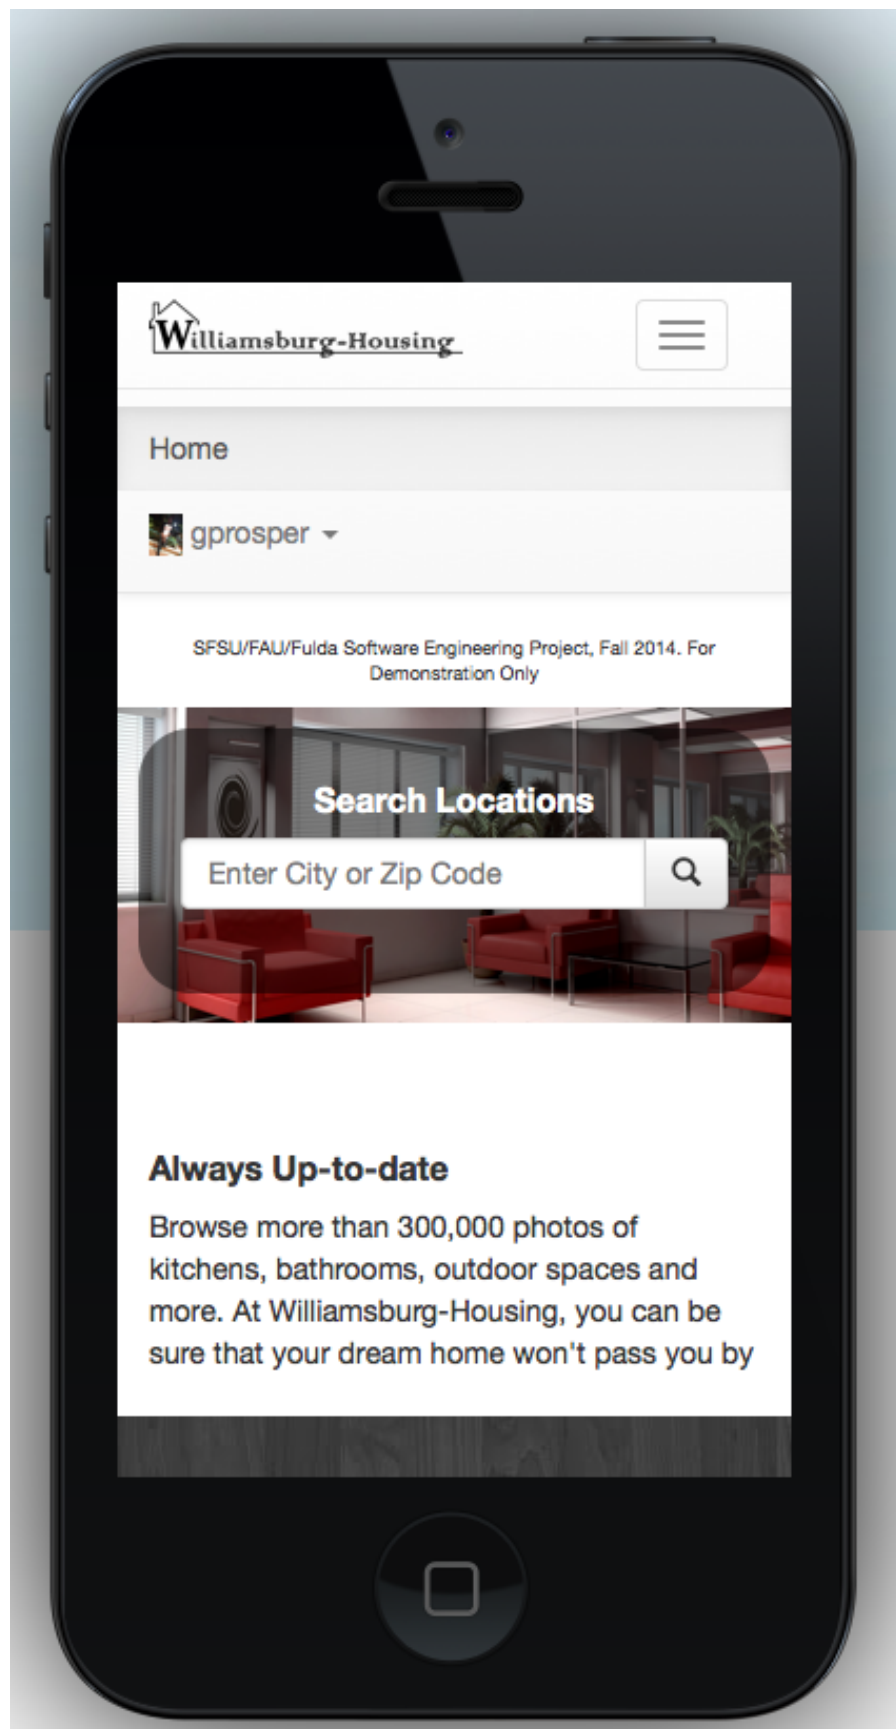 Williamsburg-Housing
Home
gprosper
SFSU/FAU/Fulda Software Engineering Project, Fall 2014. For
Demonstration Only
Search Locations
Enter City or Zip Code
Always Up-to-date
Browse more than 300,000 photos of
kitchens, bathrooms, outdoor spaces and
more. At Williamsburg-Housing, you can be
sure that your dream home won't pass you by